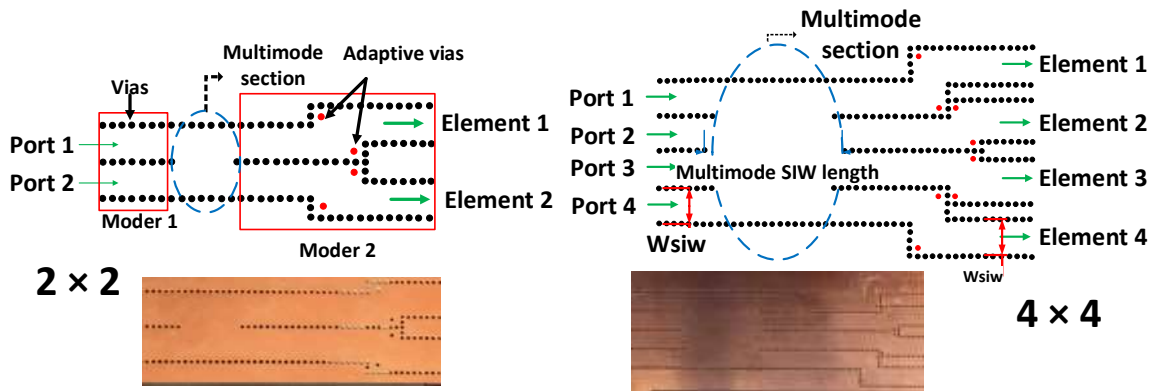 Multimode
section
Adaptive vias
Vias
Port 1
Port 2
Element 1
Element 2
Moder 1
Moder 2
2 × 2
Multimode
section
Port 1
Port 2
Port 3
Multimode SIW length
Port 4
Wsiw
Element 1
Element 2
Element 3
Element 4
Wsiw
4 × 4